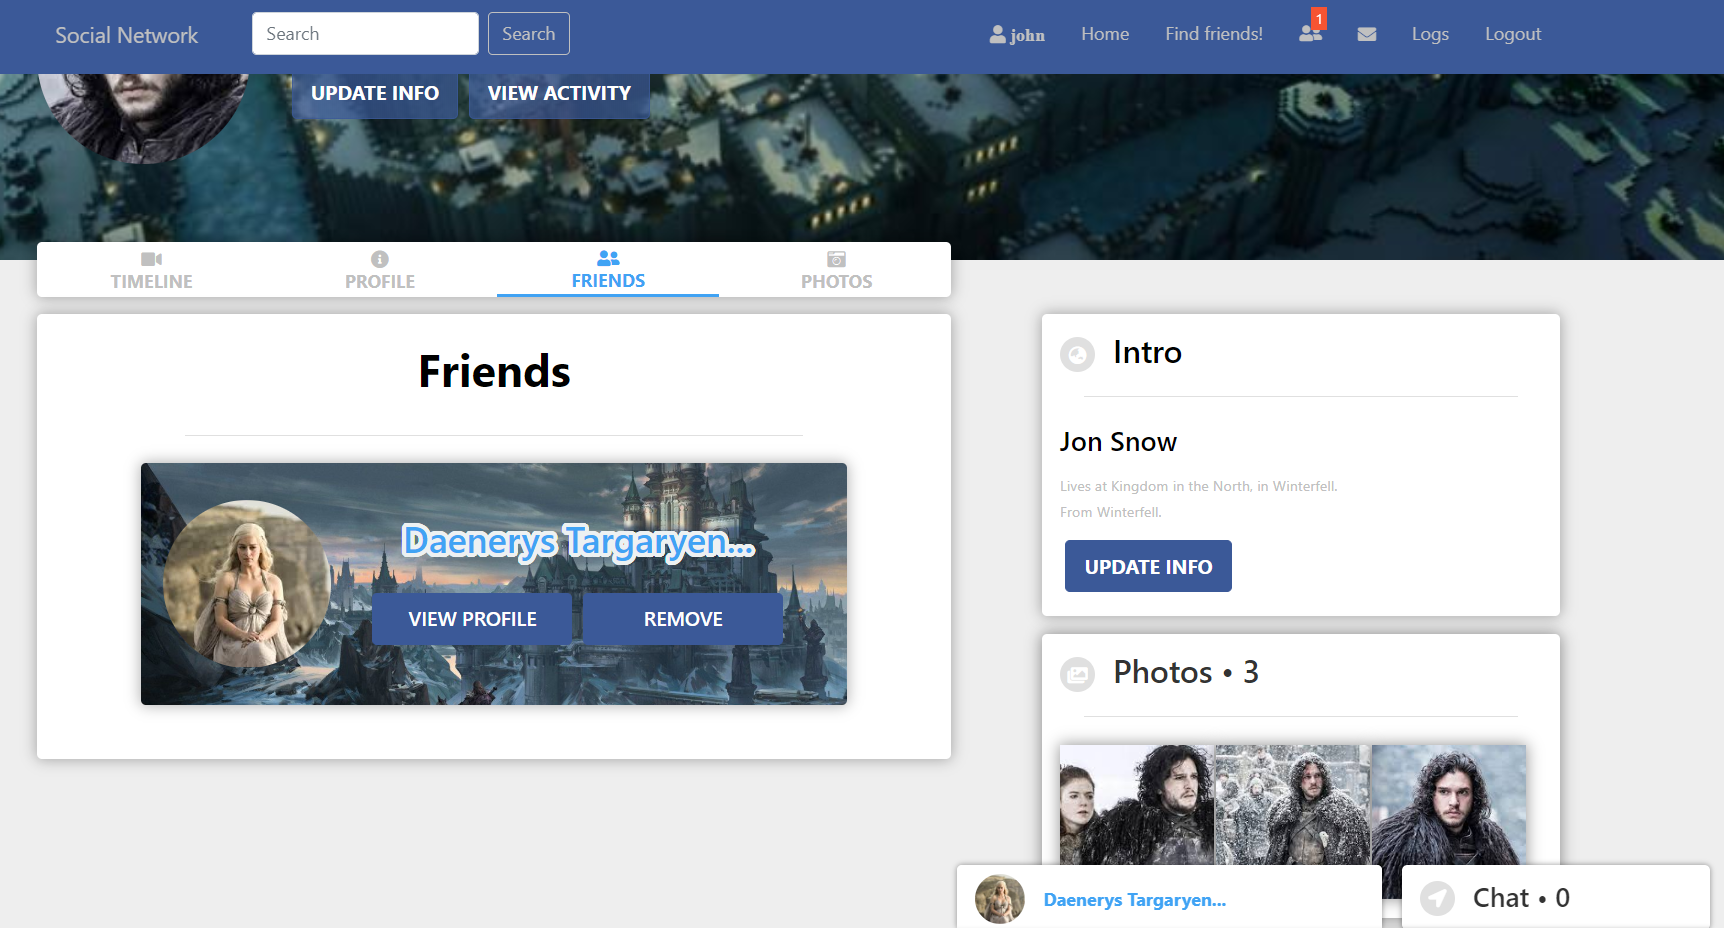 Social Network
Search
Search
john
Home
Find friends!
1
Logs
Logout
UPDATE INFO
VIEW ACTIVITY
TIMELINE
PROFILE
FRIENDS
PHOTOS
Friends
Daenerys Targaryen...
VIEW PROFILE
REMOVE
Intro
Jon Snow
Lives at Kingdom in the North, in Winterfell.
From Winterfell.
UPDATE INFO
Photos • 3
Daenerys Targaryen...
Chat • 0